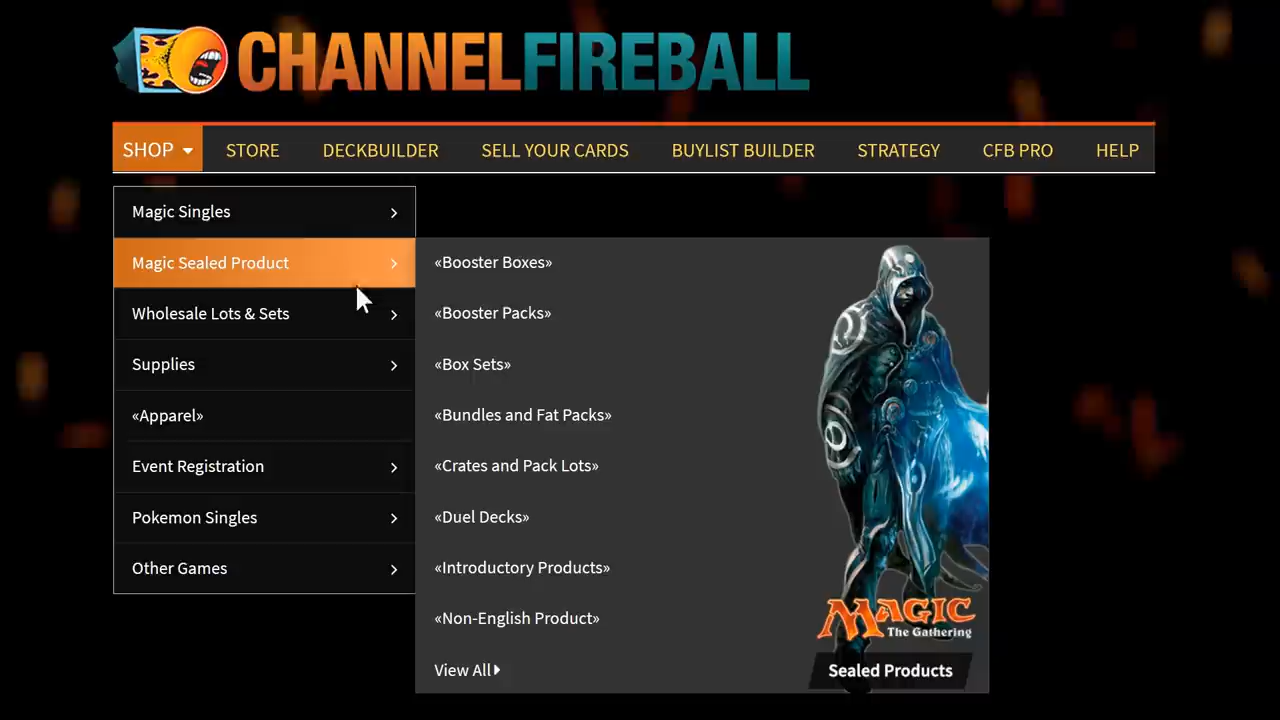 CHANNELFIREBALL
SHOP STORE DECKBUILDER SELL YOUR CARDS BUYLIST BUILDER STRATEGY CFB PRO HELP
Magic Singles
Magic Sealed Product
Wholesale Lots & Sets
Supplies
«Apparel»
Event Registration
Pokemon Singles
Other Games
«Booster Boxes»
«Booster Packs»
«Box Sets»
«Bundles and Fat Packs»
«Crates and Pack Lots»
«Duel Decks»
«Introductory Products»
«Non-English Product»
View All
MAGIC
The Gathering
Sealed Products